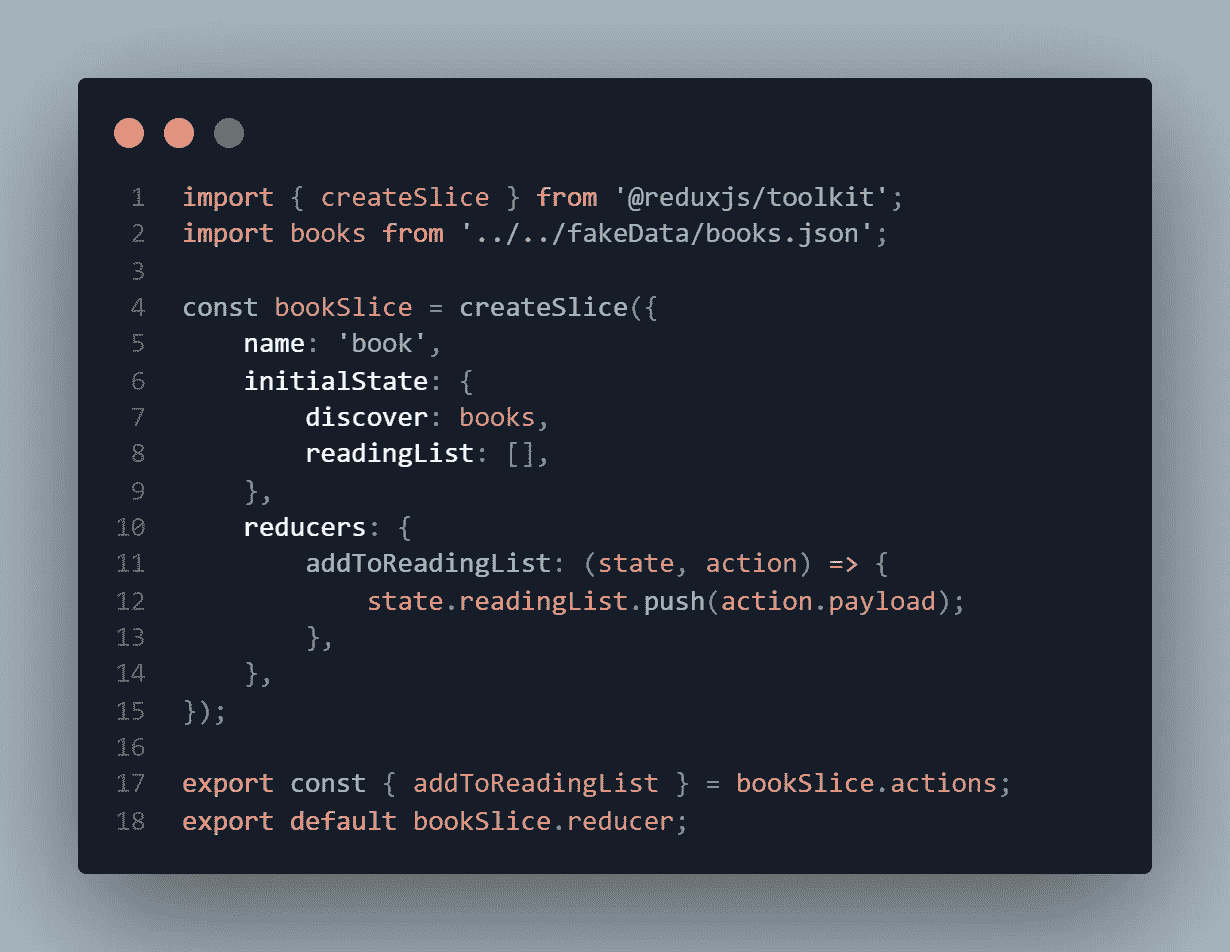 1 import { createSlice } from '@reduxjs/toolkit';
2 import books from '../../fakeData/books.json';
3
4 const bookSlice = createSlice({
5     name: 'book',
6     initialState: {
7         discover: books,
8         readingList: [],
9     },
10     reducers: {
11         addToReadingList: (state, action) => {
12             state.readingList.push(action.payload);
13         },
14     },
15 });
16
17 export const { addToReadingList } = bookSlice.actions;
18 export default bookSlice.reducer;